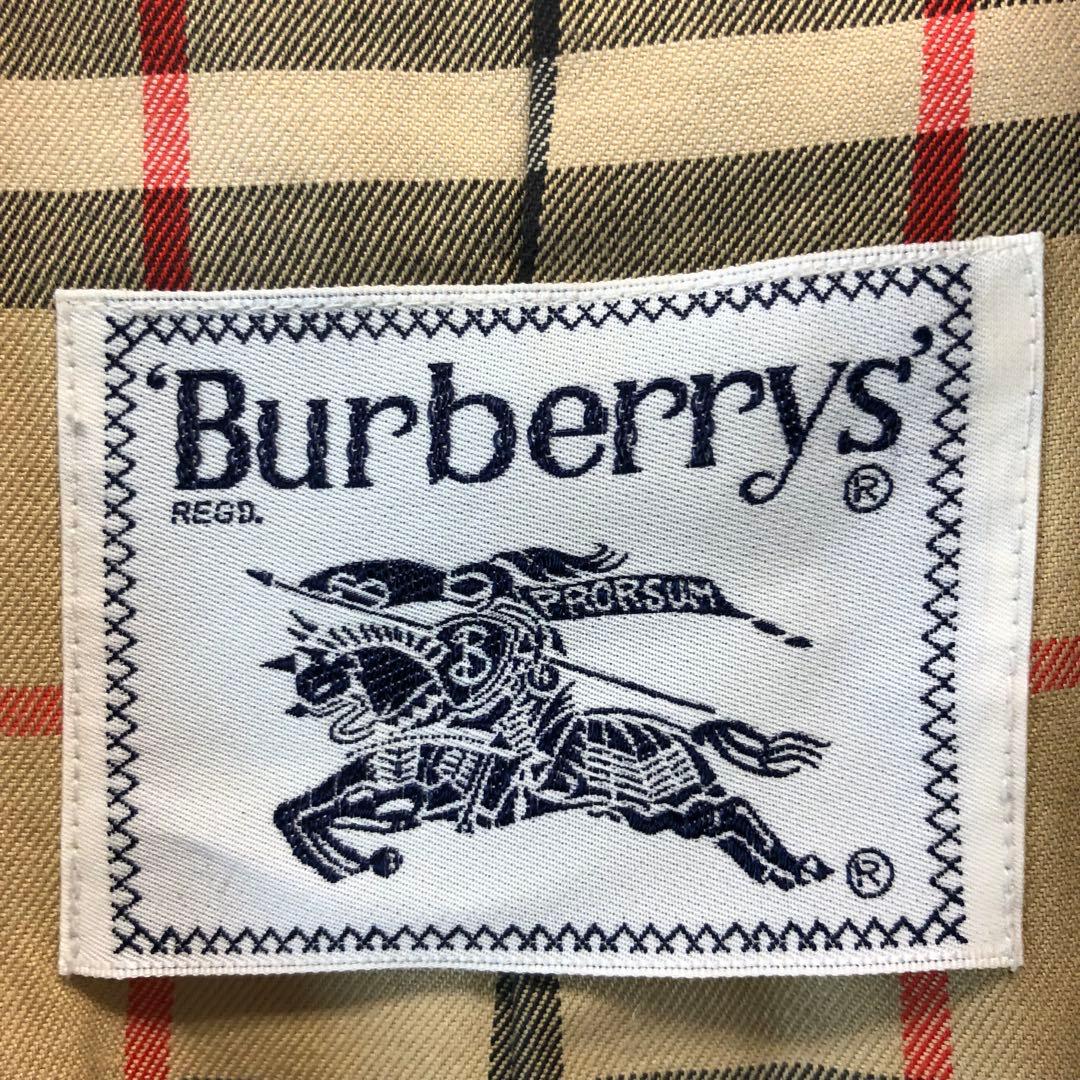 'Burberrys'
REGD. ®
PRORSUM
B
B
®